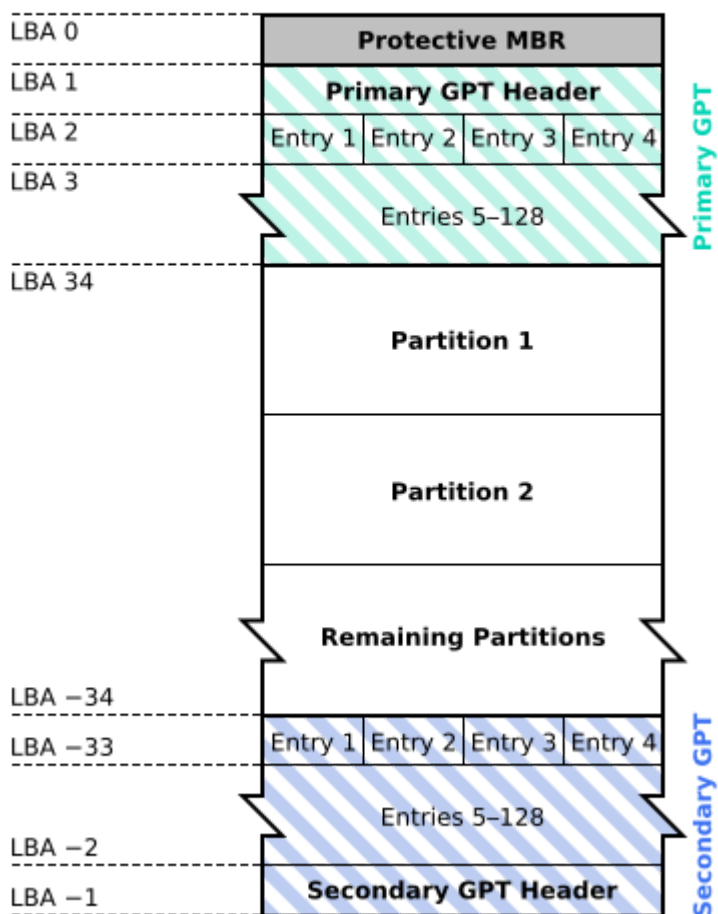 LBA 0
Protective MBR
LBA 1
Primary GPT Header
LBA 2
Entry 1 Entry 2 Entry 3 Entry 4
LBA 3
Entries 5–128
Primary GPT
LBA 34
Partition 1
Partition 2
Remaining Partitions
LBA −34
LBA −33
Entry 1 Entry 2 Entry 3 Entry 4
Entries 5–128
LBA −2
LBA −1
Secondary GPT Header
Secondary GPT